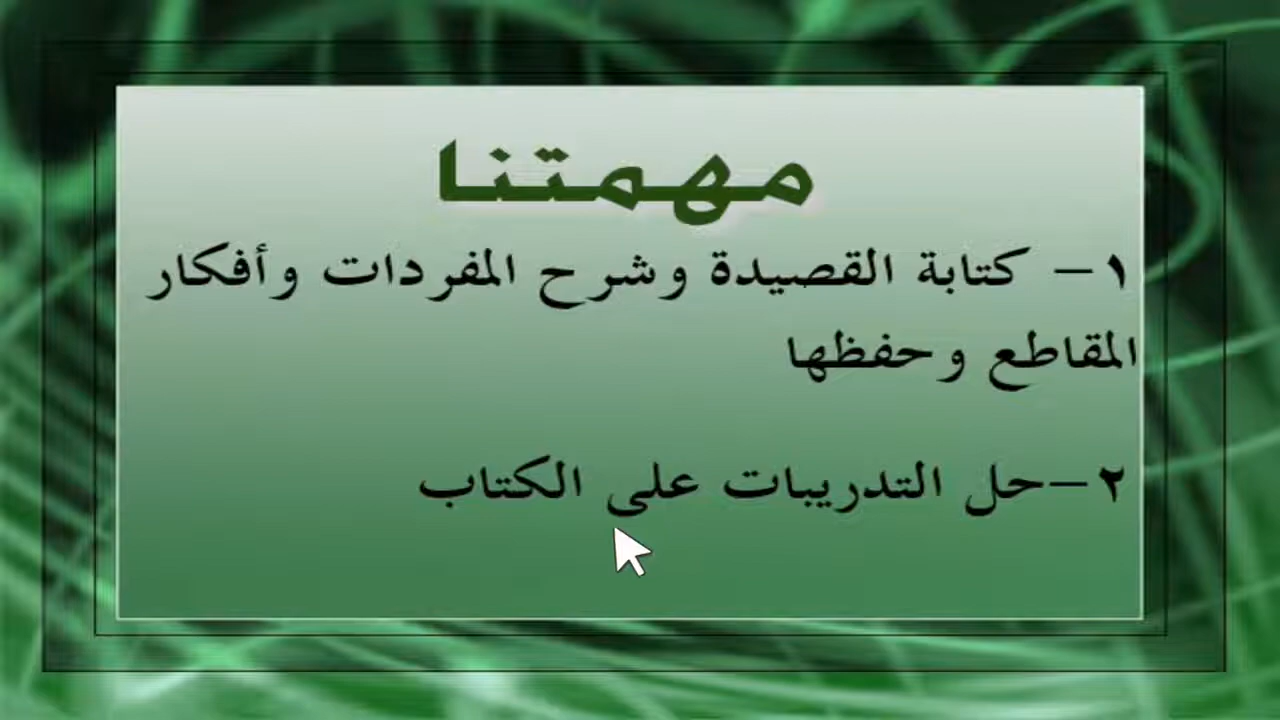 مهمتنا
١- كتابة القصيدة وشرح المفردات وأفكار
المقاطع وحفظها
٢-حل التدريبات على الكتاب